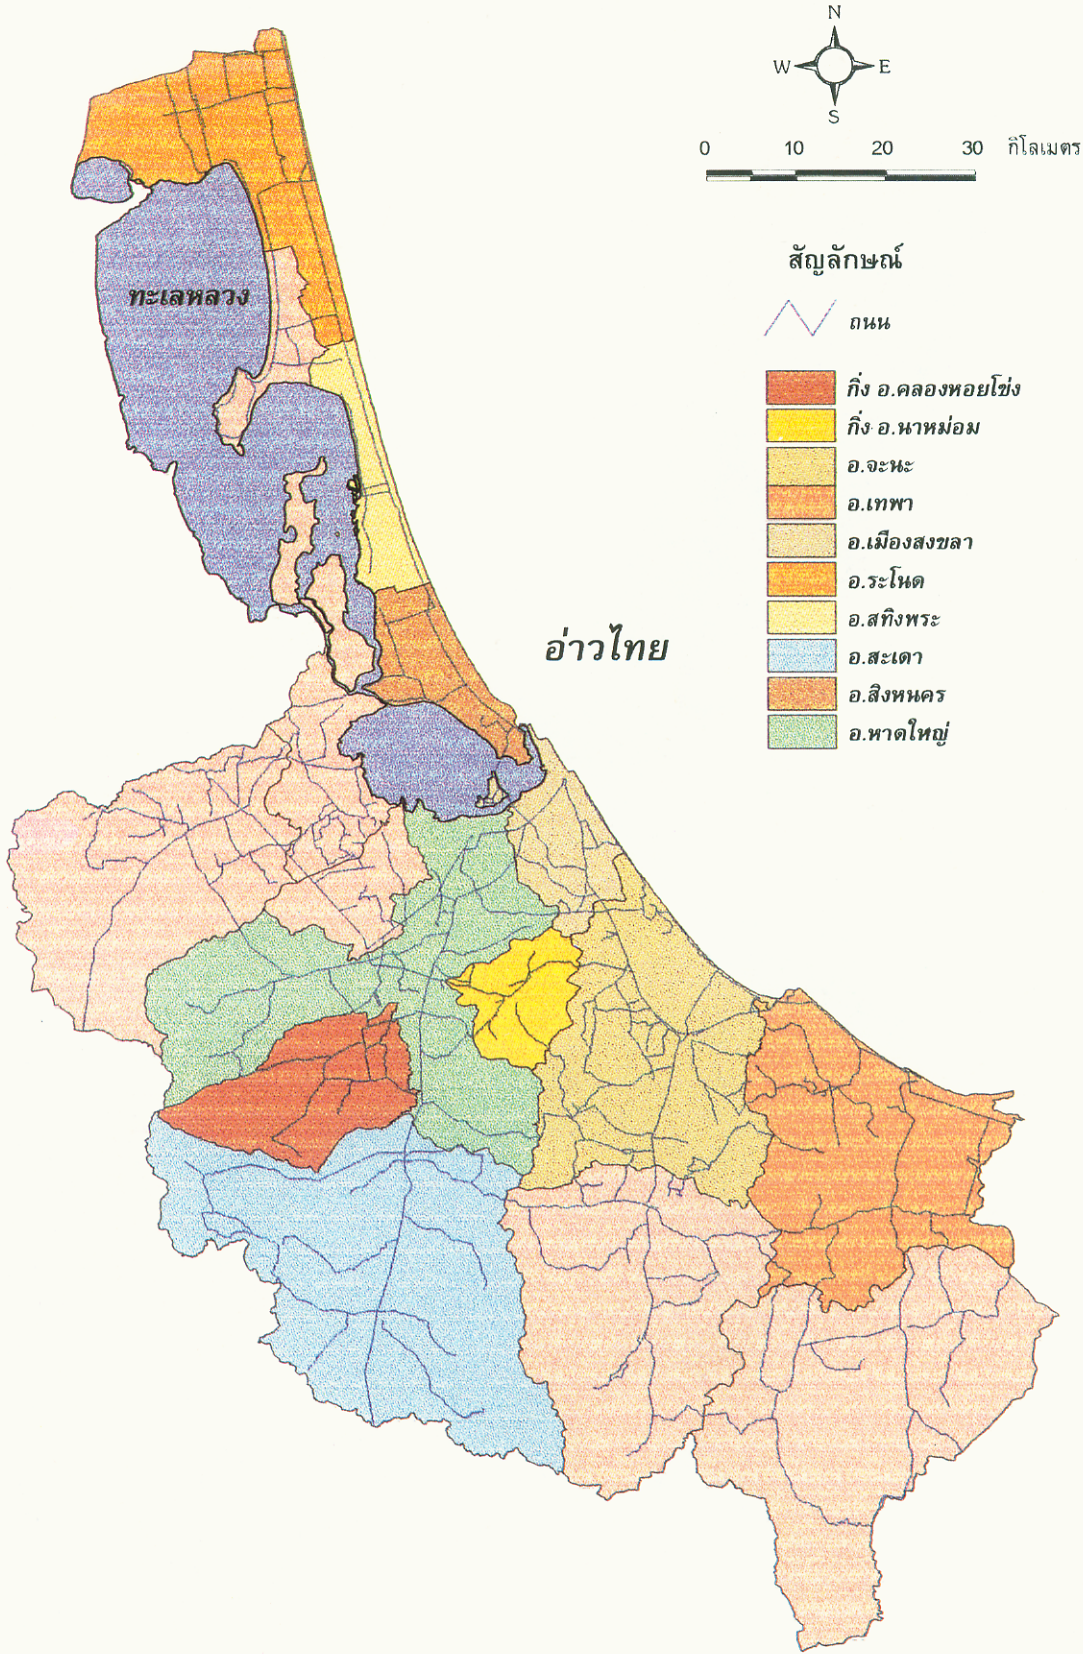 N
W E
S
0 10 20 30 กิโลเมตร
สัญลักษณ์
ทะเลหลวง
ถนน
กิ่ง อ.คลองหอยโข่ง
กิ่ง อ.นาหม่อม
อ.จะนะ
อ.เทพา
อ.เมืองสงขลา
อ.ระโนด
อ.สทิงพระ
อ.สะเดา
อ.สิงหนคร
อ.หาดใหญ่
อ่าวไทย